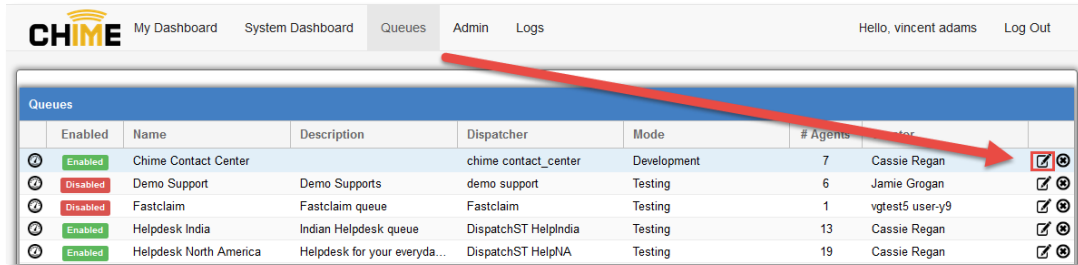 CHIME My Dashboard System Dashboard Queues Admin Logs Hello, vincent adams Log Out
Queues
Enabled Name Description Dispatcher Mode # Agents
Enabled Chime Contact Center chime contact_center Development 7 Cassie Regan
Disabled Demo Support Demo Supports demo support Testing 6 Jamie Grogan
Disabled Fastclaim Fastclaim queue Fastclaim Testing 1 vgtest5 user-y9
Enabled Helpdesk India Indian Helpdesk queue DispatchST HelpIndia Testing 13 Cassie Regan
Enabled Helpdesk North America Helpdesk for your everyda... DispatchST HelpNA Testing 19 Cassie Regan